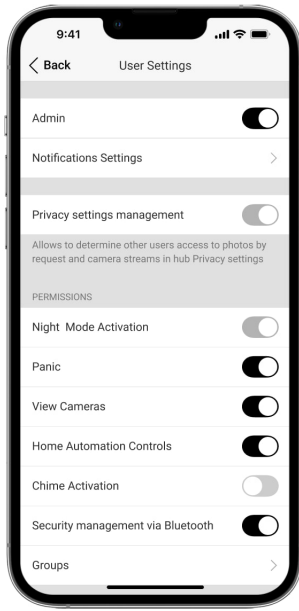 9:41
Back User Settings
Admin
Notifications Settings
Privacy settings management
Allows to determine other users access to photos by
request and camera streams in hub Privacy settings
PERMISSIONS
Night Mode Activation
Panic
View Cameras
Home Automation Controls
Chime Activation
Security management via Bluetooth
Groups